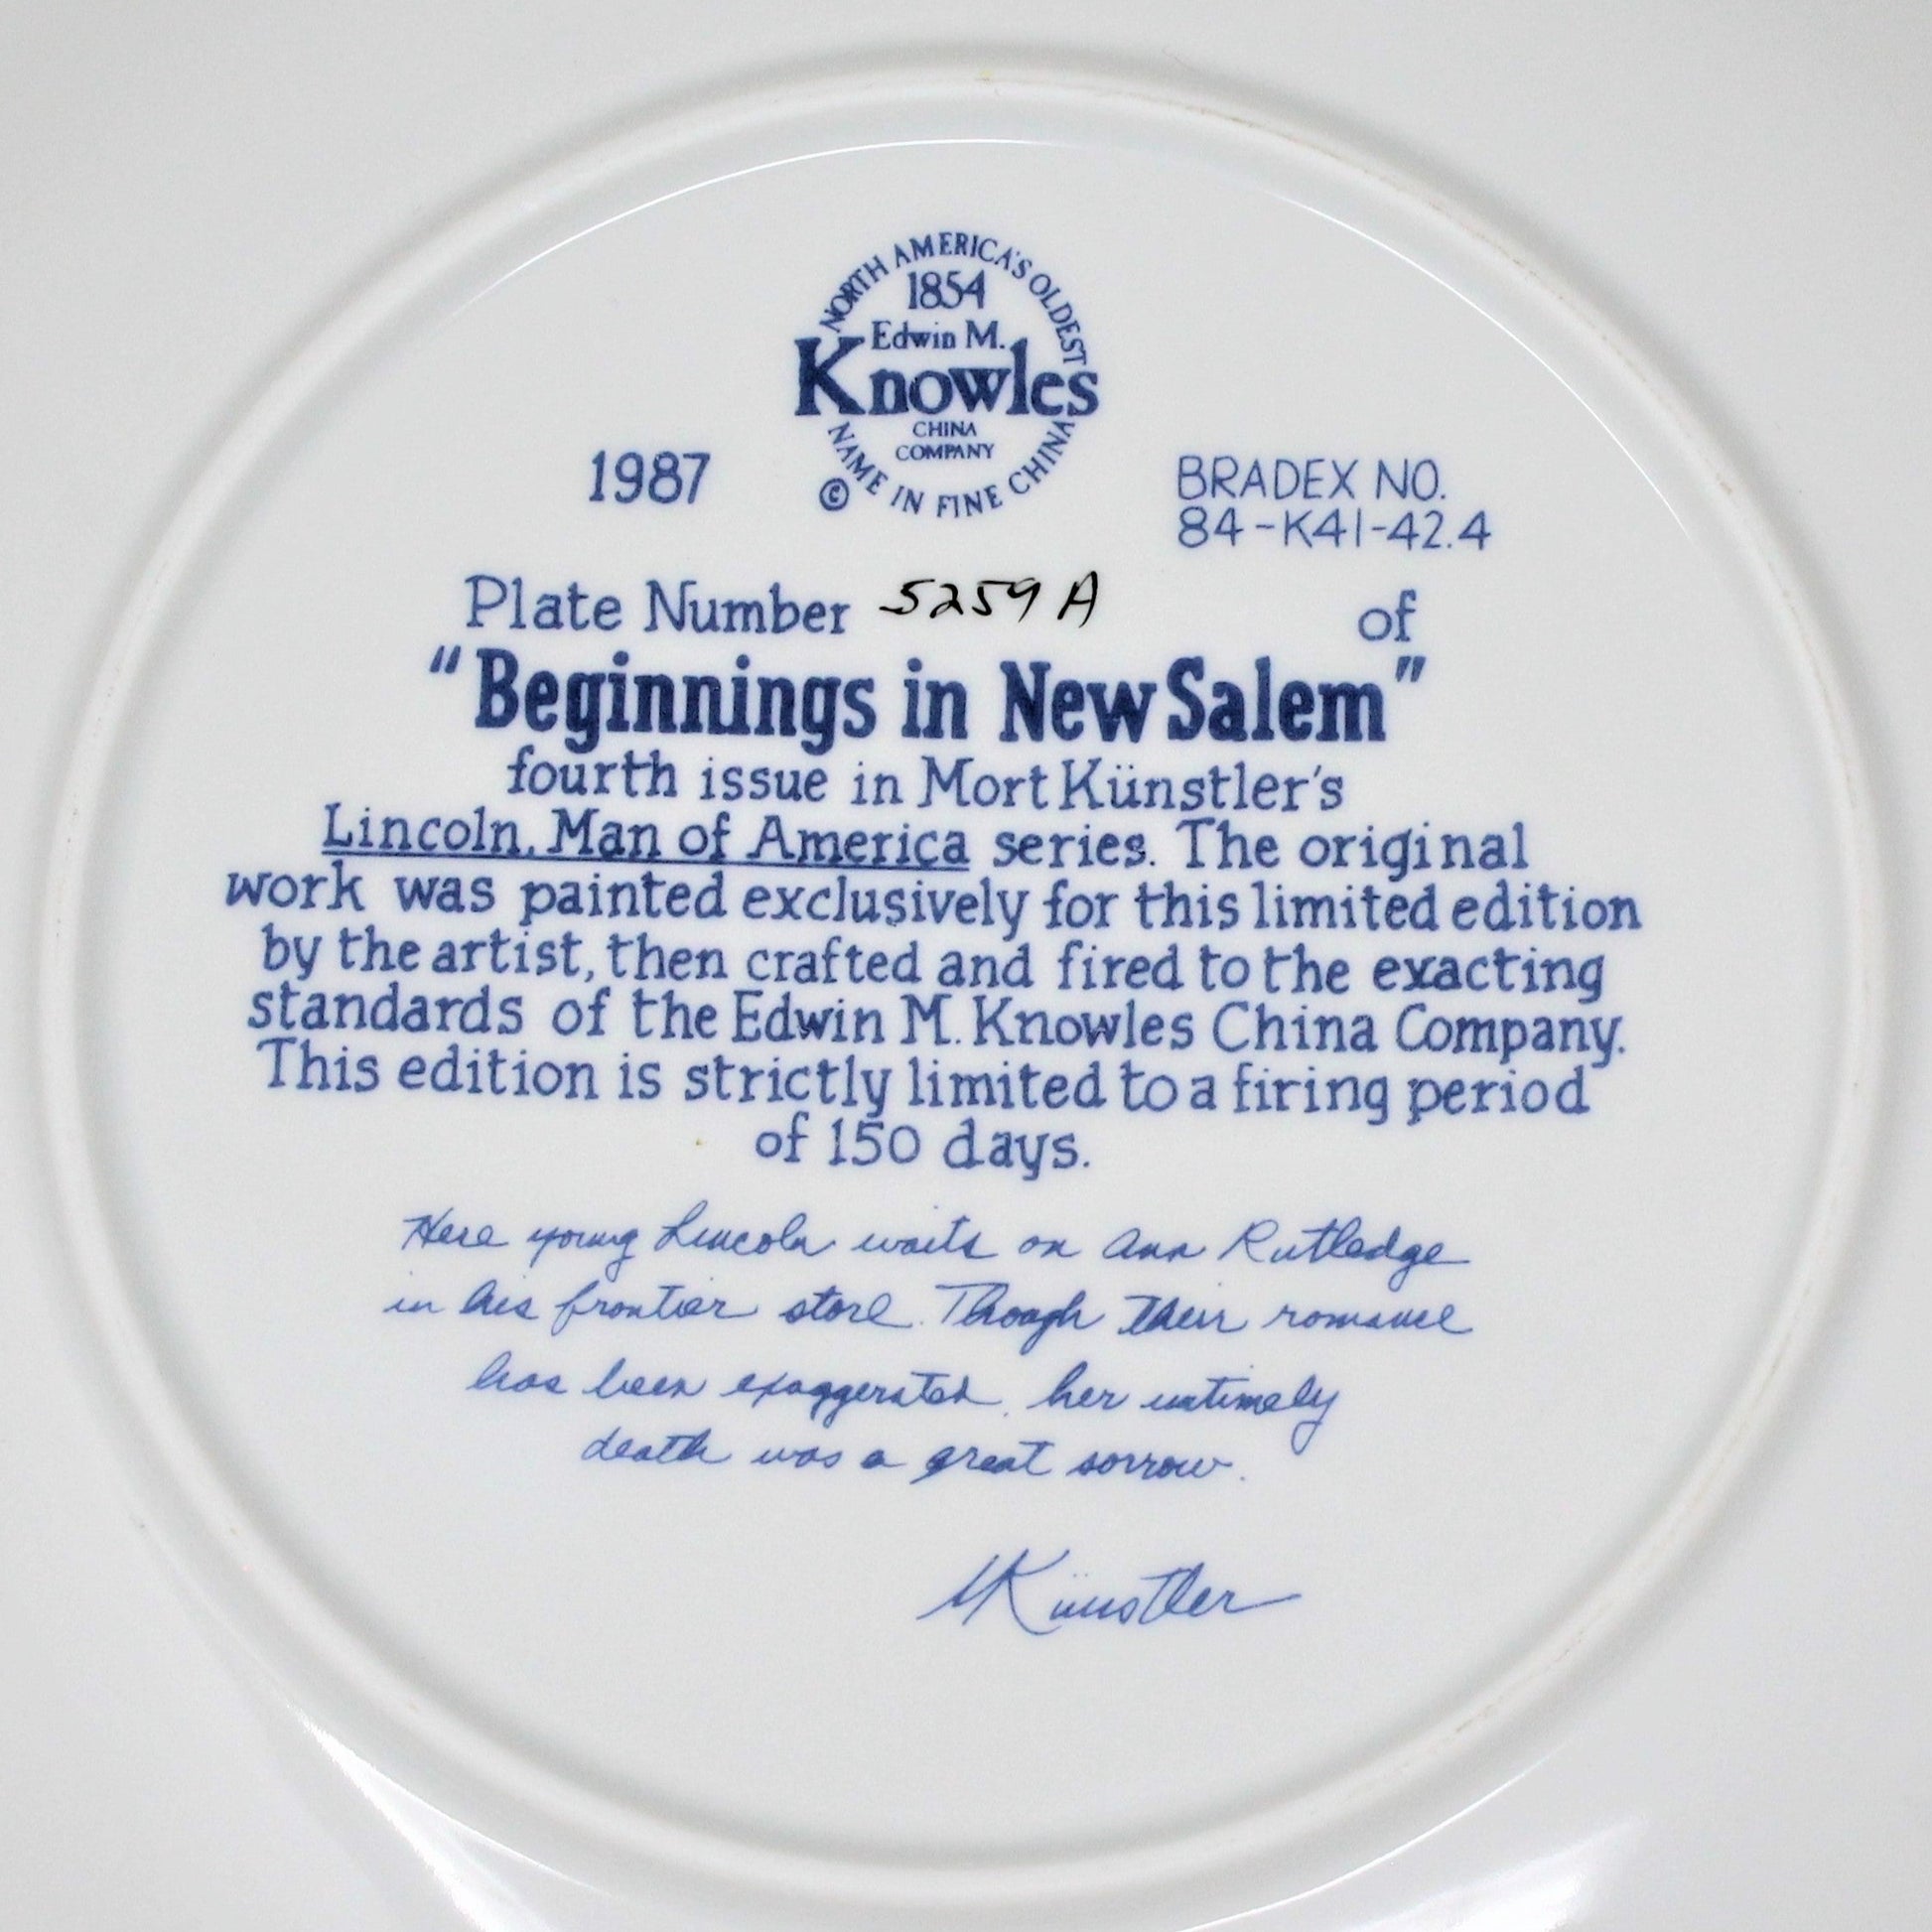 NORTH AMERICA'S OLDEST
1854
Edwin M.
Knowles
CHINA
COMPANY
NAME IN FINE CHINA
©
1987
BRADEX NO.
84-K41-42.4
Plate Number 5259 A of
"Beginnings in New Salem"
fourth issue in Mort Künstler's
Lincoln, Man of America series. The original
work was painted exclusively for this limited edition
by the artist, then crafted and fired to the exacting
standards of the Edwin M. Knowles China Company.
This edition is strictly limited to a firing period
of 150 days.
Here young Lincoln waits on Ann Rutledge
in his frontier store. Though their romance
has been exaggerated, her untimely
death was a great sorrow.
MKünstler